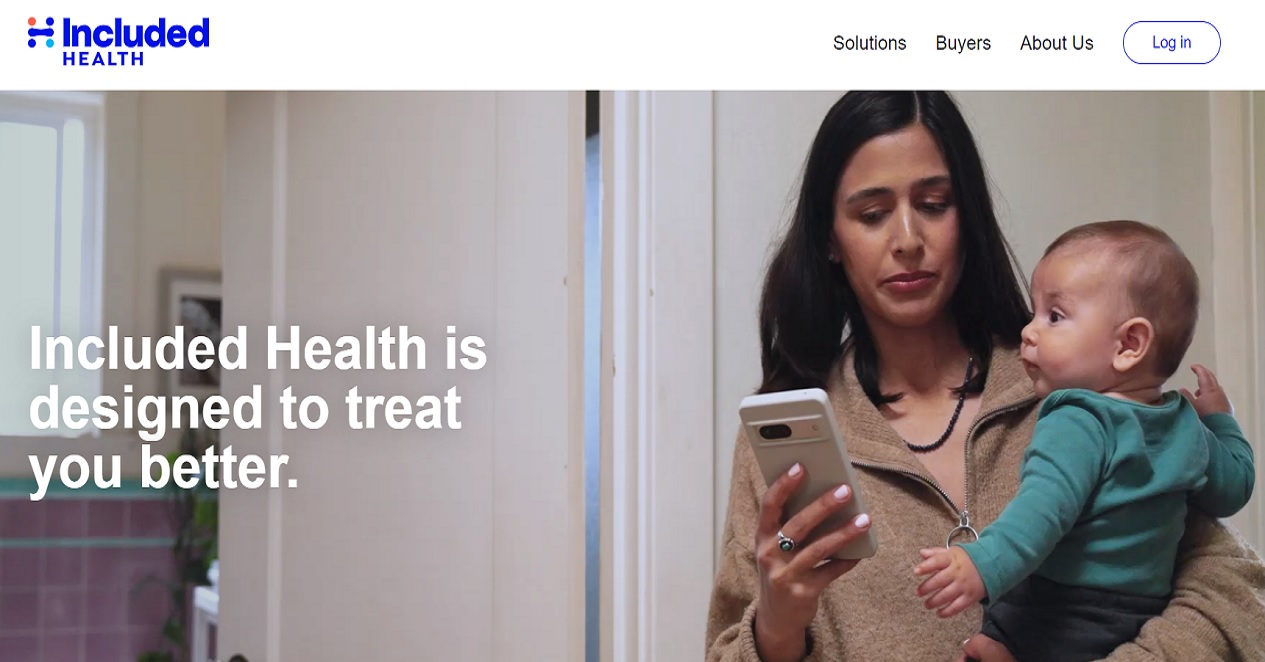 Included
HEALTH
Solutions
Buyers
About Us
Log in
Included Health is
designed to treat
you better.